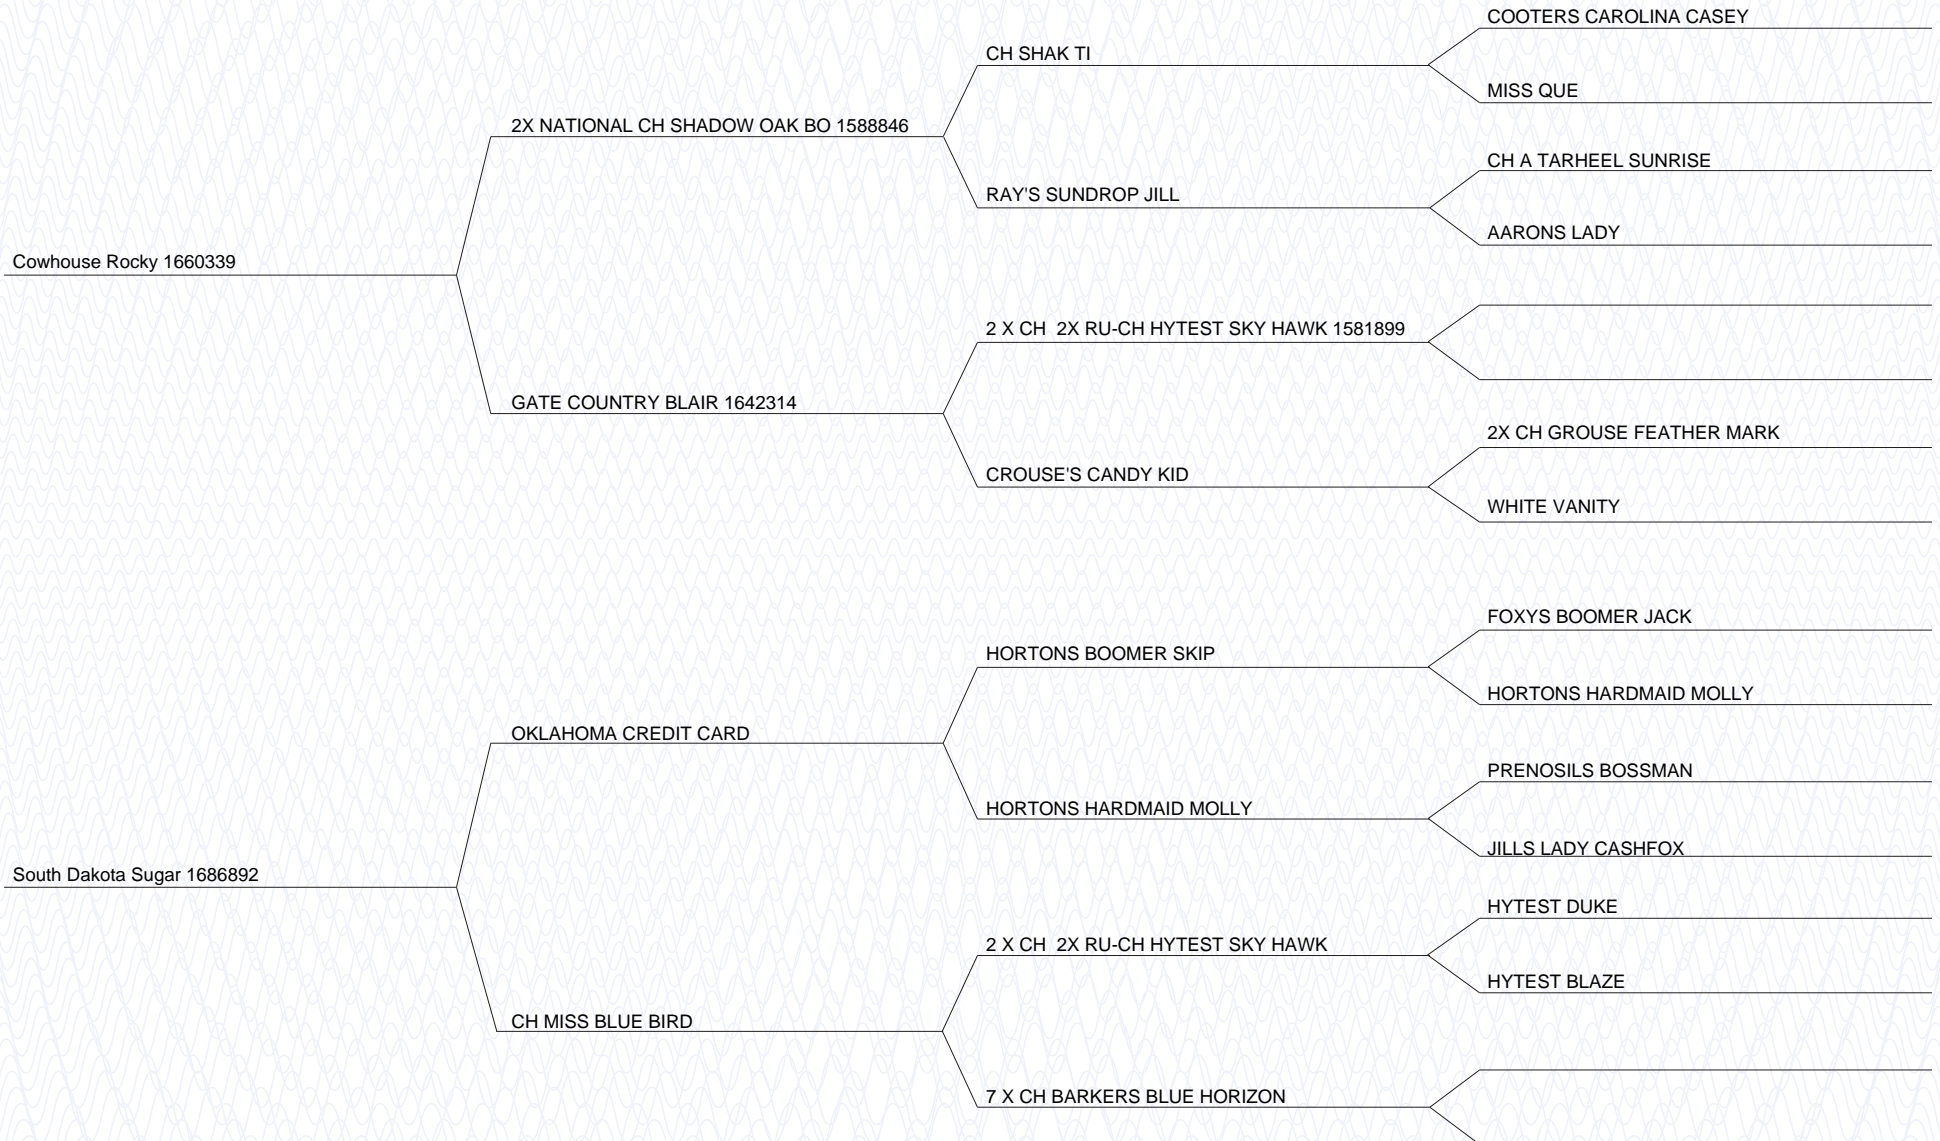 COOTERS CAROLINA CASEY
CH SHAK TI
MISS QUE
2X NATIONAL CH SHADOW OAK BO 1588846
CH A TARHEEL SUNRISE
RAY'S SUNDROP JILL
AARONS LADY
Cowhouse Rocky 1660339
2 X CH  2X RU-CH HYTEST SKY HAWK 1581899
GATE COUNTRY BLAIR 1642314
2X CH GROUSE FEATHER MARK
CROUSE'S CANDY KID
WHITE VANITY
FOXYS BOOMER JACK
HORTONS BOOMER SKIP
HORTONS HARDMAID MOLLY
OKLAHOMA CREDIT CARD
PRENOSILS BOSSMAN
HORTONS HARDMAID MOLLY
JILLS LADY CASHFOX
South Dakota Sugar 1686892
HYTEST DUKE
2 X CH  2X RU-CH HYTEST SKY HAWK
HYTEST BLAZE
CH MISS BLUE BIRD
7 X CH BARKERS BLUE HORIZON